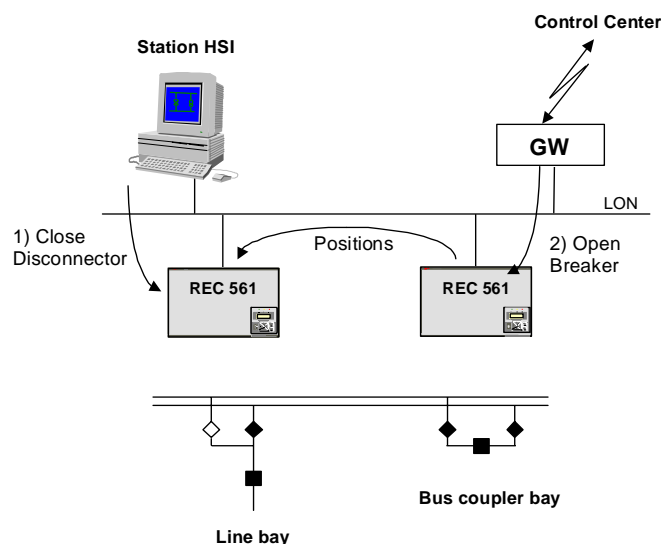 Control Center
Station HSI
GW
LON
1) Close
Disconnector
Positions
2) Open
Breaker
REC 561
REC 561
Bus coupler bay
Line bay